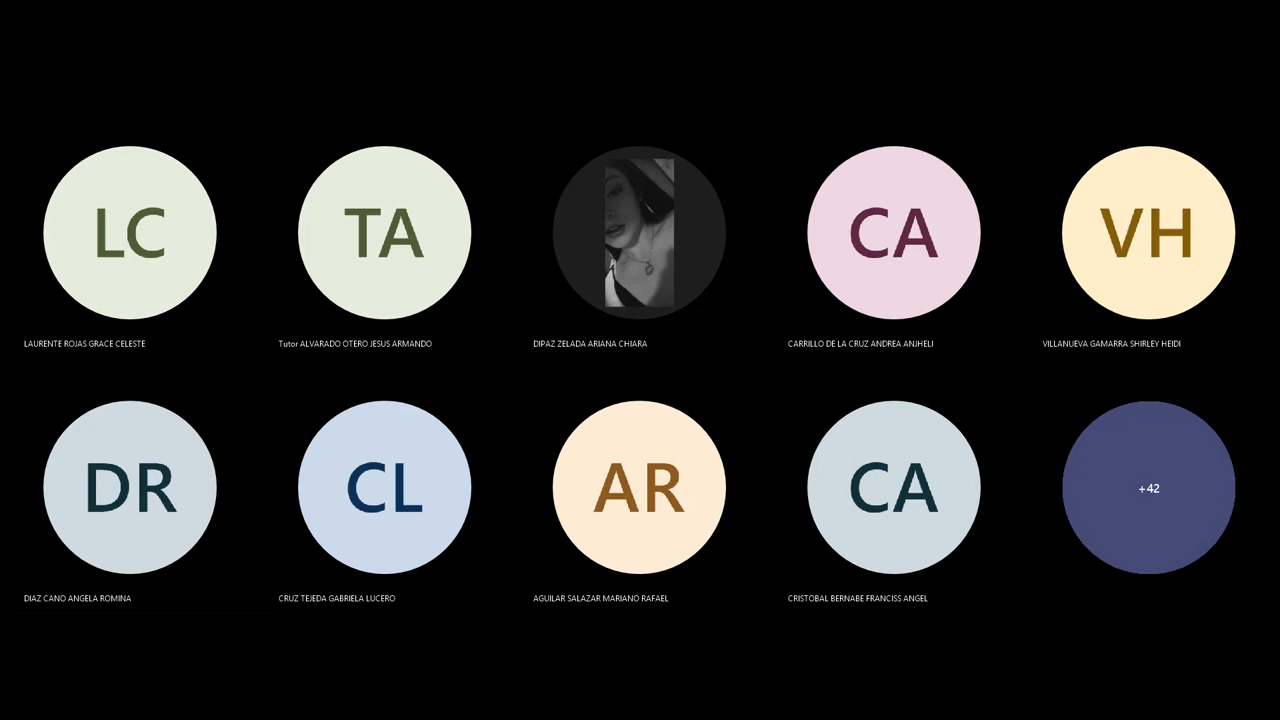 LC
TA
CA
VH
LAURENTE ROJAS GRACE CELESTE
Tutor ALVARADO OTERO JESUS ARMANDO
DIPAZ ZELADA ARIANA CHIARA
CARRILLO DE LA CRUZ ANDREA ANJHELI
VILLANUEVA GAMARRA SHIRLEY HEIDI
DR
CL
AR
CA
+42
DIAZ CANO ANGELA ROMINA
CRUZ TEJEDA GABRIELA LUCERO
AGUILAR SALAZAR MARIANO RAFAEL
CRISTOBAL BERNABE FRANCISS ANGEL